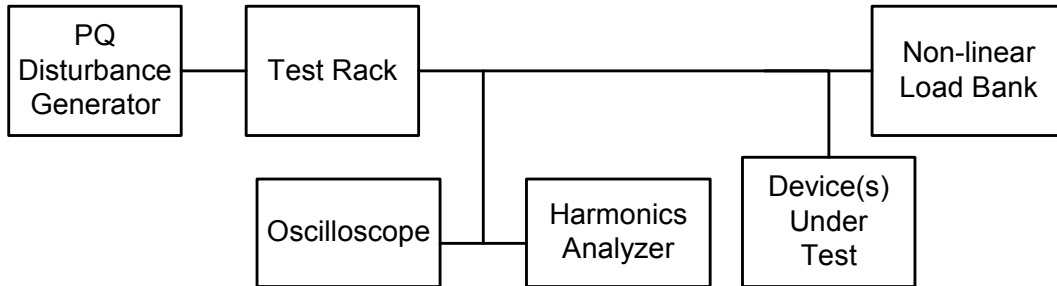 PQ
Disturbance
Generator
Test Rack
Non-linear
Load Bank
Oscilloscope
Harmonics
Analyzer
Device(s)
Under
Test